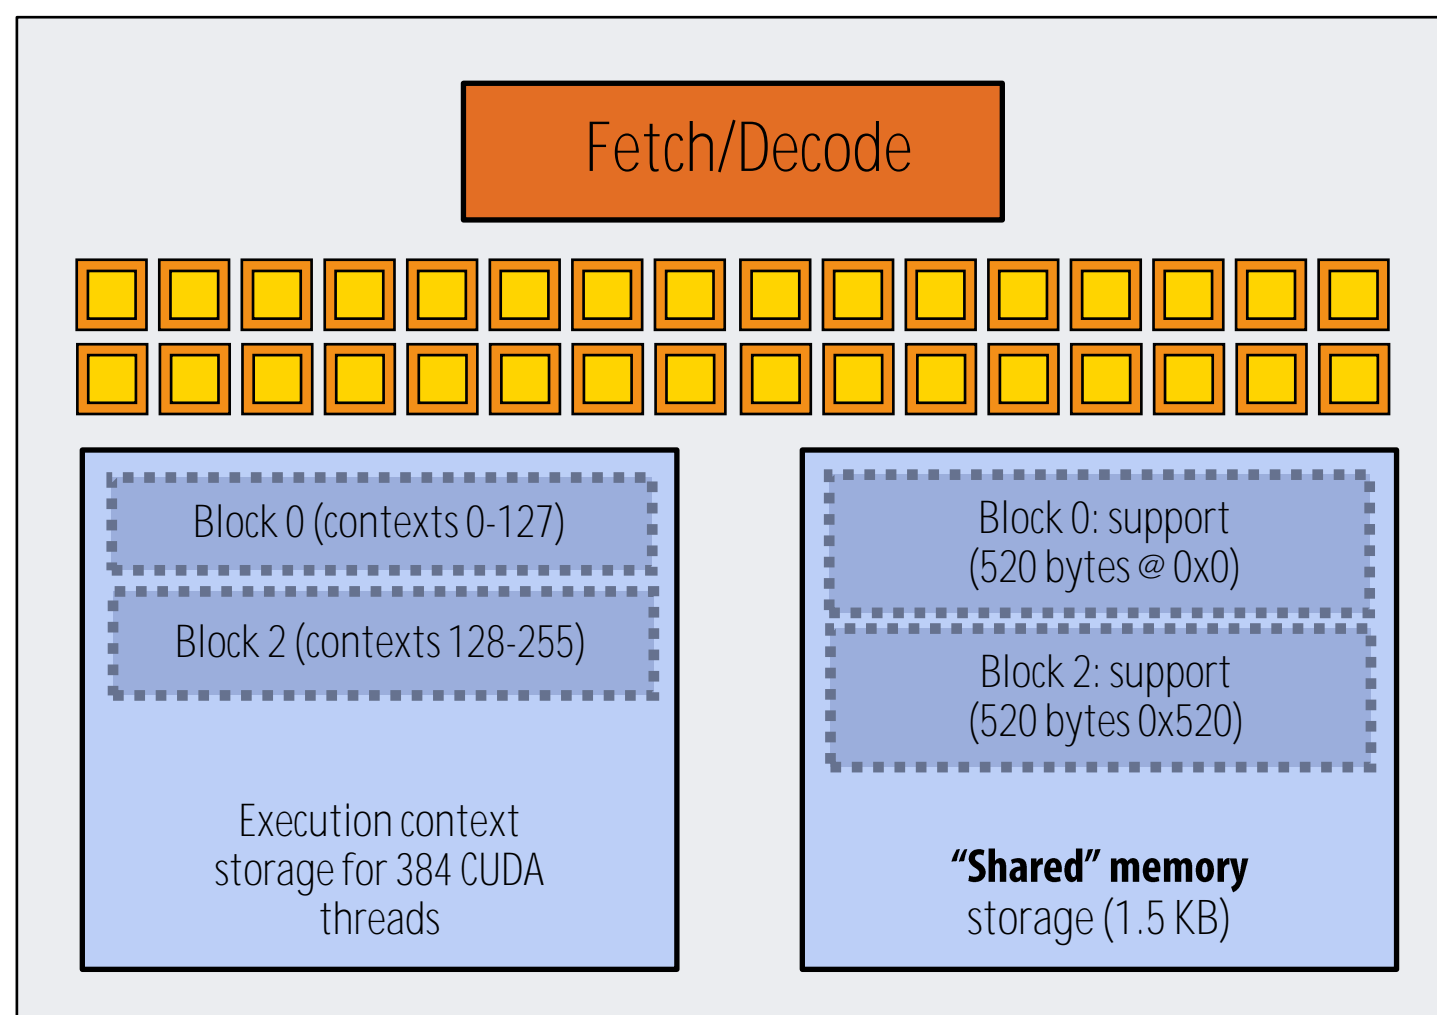 Fetch/Decode
Block 0 (contexts 0-127)
Block 2 (contexts 128-255)
Execution context
storage for 384 CUDA
threads
Block 0: support
(520 bytes @ 0x0)
Block 2: support
(520 bytes 0x520)
“Shared” memory
storage (1.5 KB)